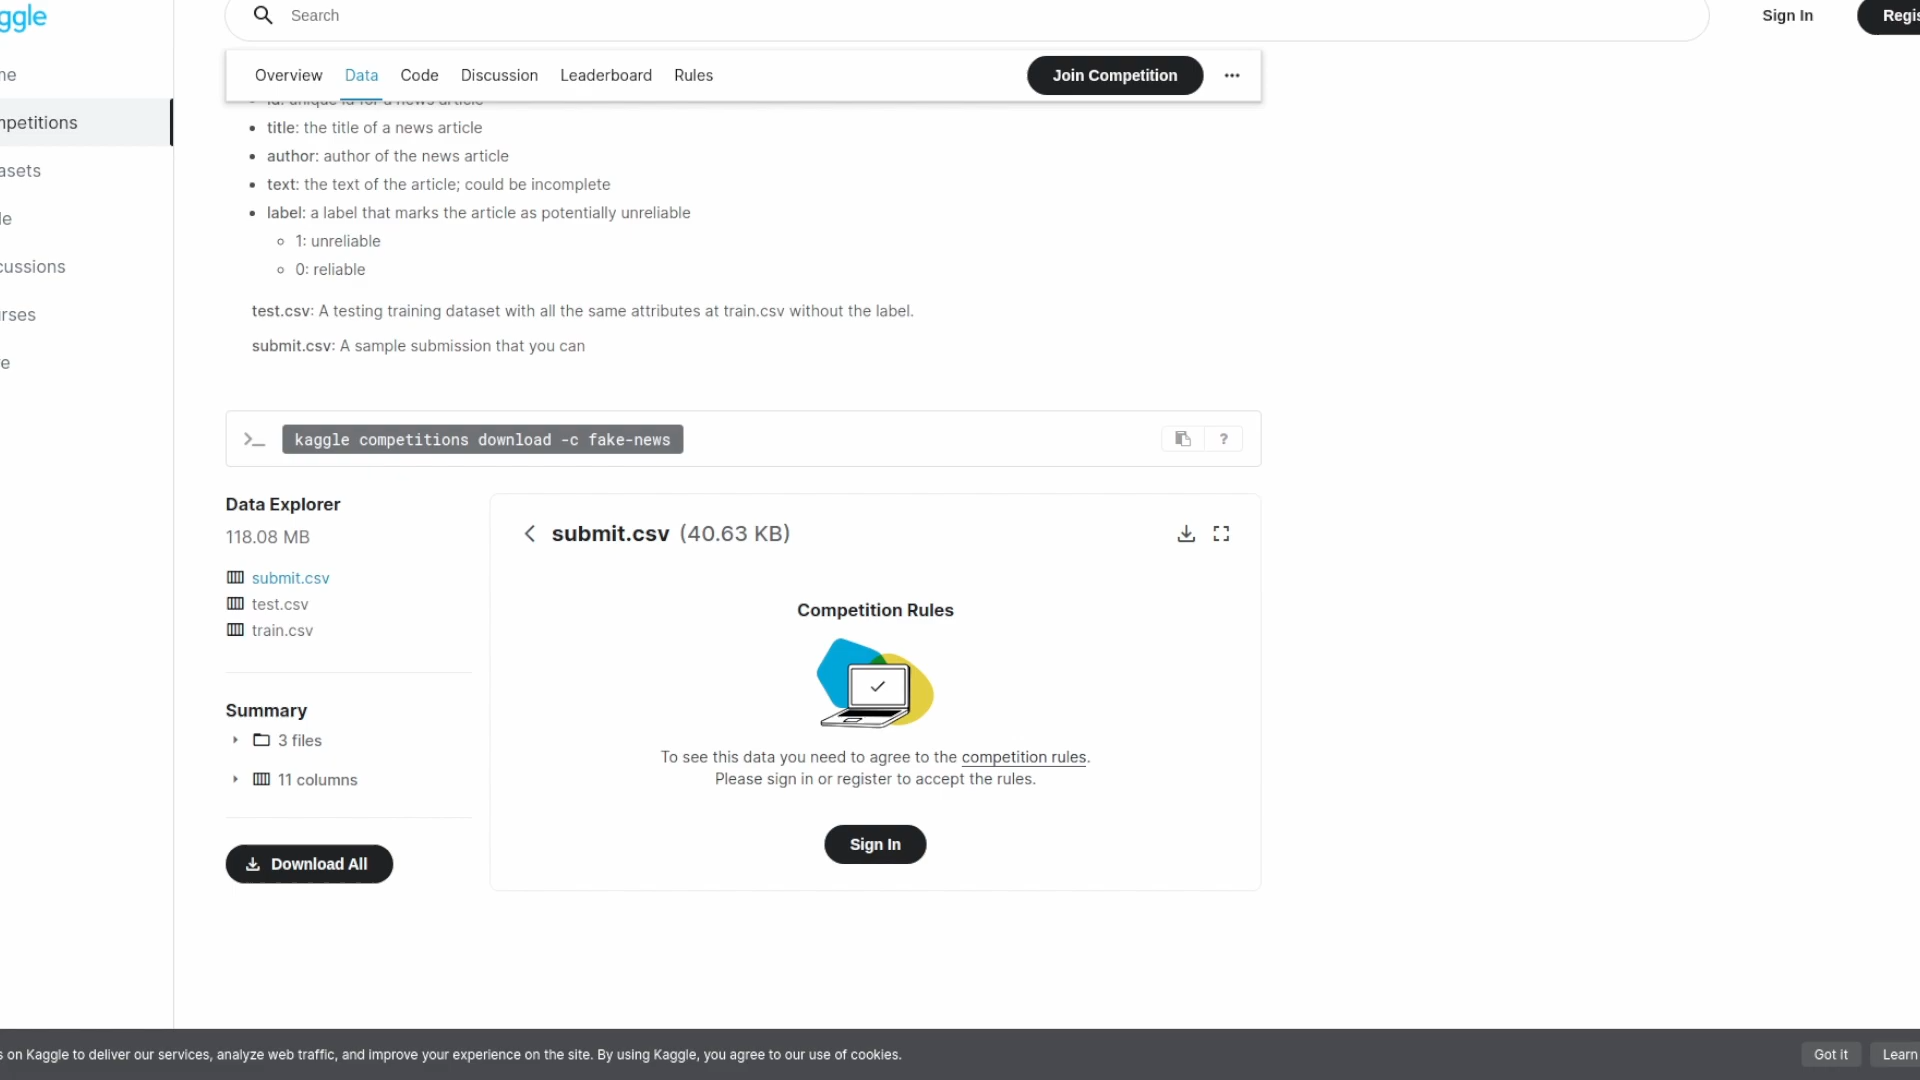 ggle
Search
Sign In
Regis
me
Overview Data Code Discussion Leaderboard Rules
Join Competition
id: unique id for a news article
mpetitions
title: the title of a news article
author: author of the news article
asets
text: the text of the article; could be incomplete
le
label: a label that marks the article as potentially unreliable
1: unreliable
cussions
0: reliable
rses
test.csv: A testing training dataset with all the same attributes at train.csv without the label.
submit.csv: A sample submission that you can
e
>_ kaggle competitions download -c fake-news
?
Data Explorer
118.08 MB
submit.csv
test.csv
train.csv
Summary
3 files
11 columns
Download All
submit.csv (40.63 KB)
Competition Rules
To see this data you need to agree to the competition rules.
Please sign in or register to accept the rules.
Sign In
s on Kaggle to deliver our services, analyze web traffic, and improve your experience on the site. By using Kaggle, you agree to our use of cookies.
Got it
Learn